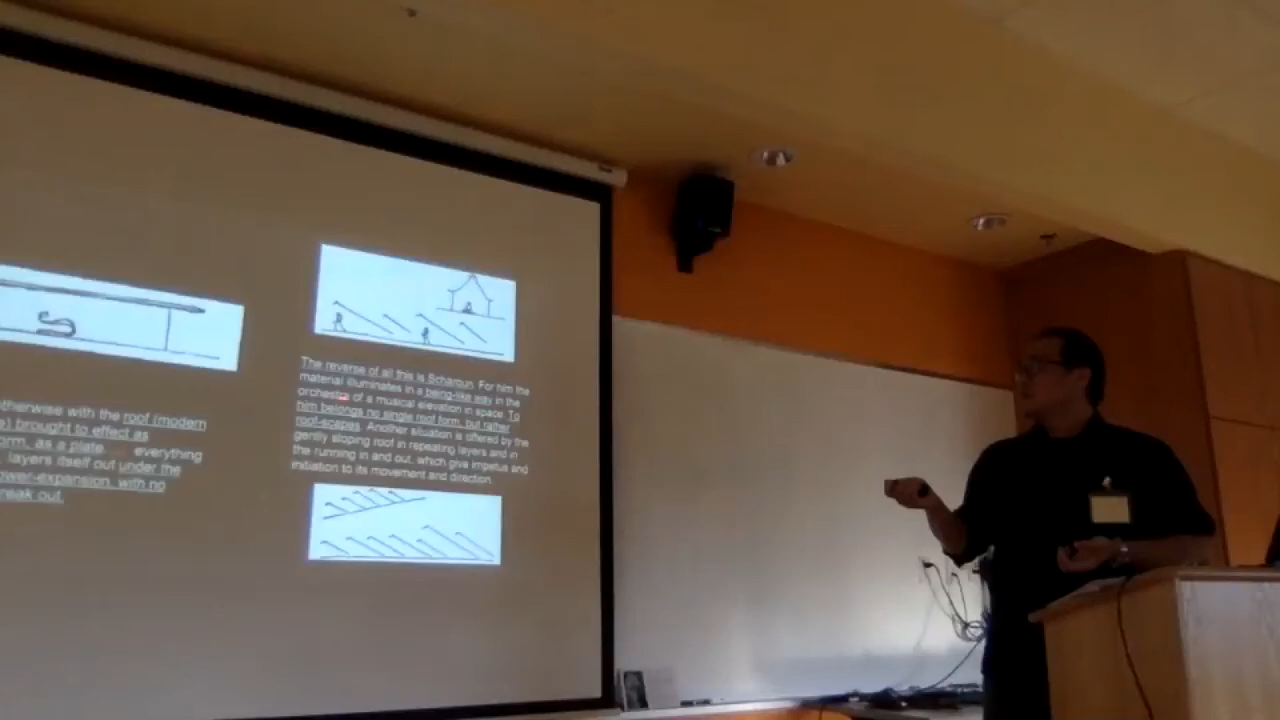 otherwise with the roof (modern
) brought to effect as
orm, as a plate. everything
layers itself out under the
ower-expansion, with no
reak out.
The reverse of all this is Scharoun. For him the
material illuminates in a being-like way in the
orchestra of a musical elevation in space. To
him belongs no single roof form, but rather
roof-scapes. Another situation is offered by the
gently sloping roof in repeating layers and in
the running in and out, which give impetus and
initiation to its movement and direction.